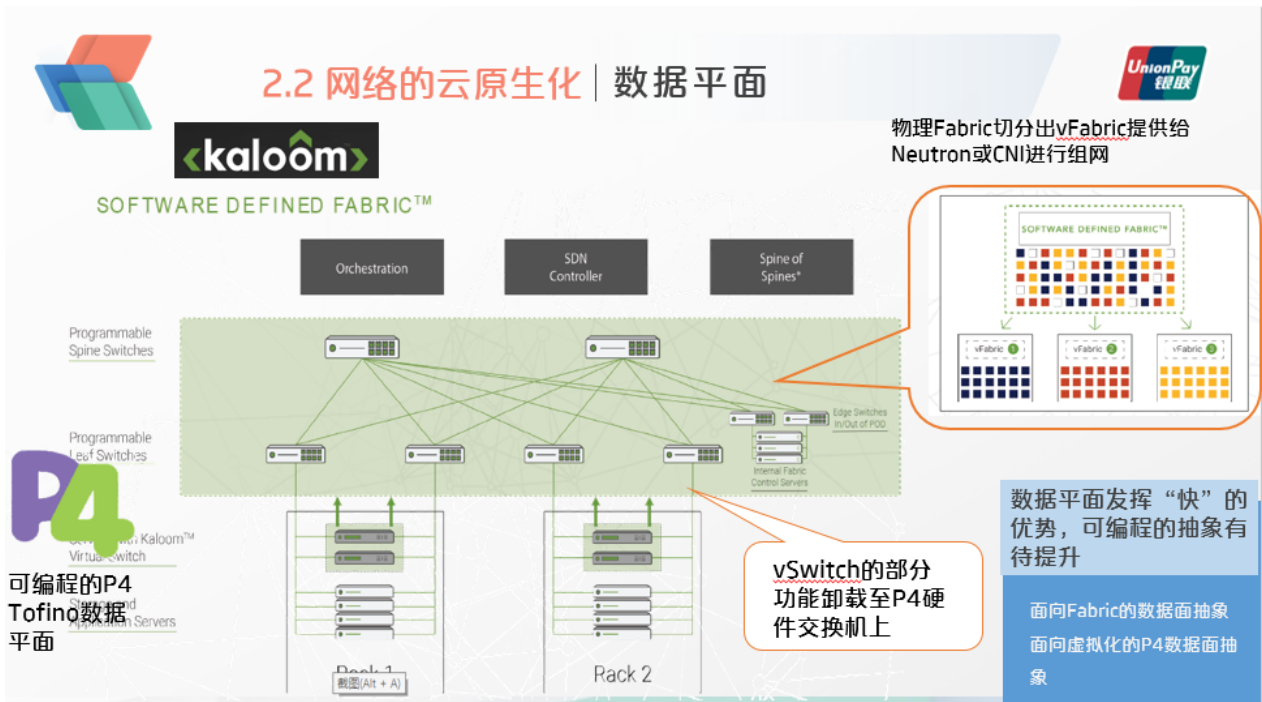 2.2 网络的云原生化｜数据平面
UnionPay
银联
<kaloom>
SOFTWARE DEFINED FABRIC™
物理Fabric切分出vFabric提供给
Neutron或CNI进行组网
Orchestration
SDN
Controller
Spine of
Spines*
SOFTWARE DEFINED FABRIC™
vFabric 1
vFabric 2
vFabric 3
Programmable
Spine Switches
Edge Switches
In/Out of POD
Programmable
Leaf Switches
Internal Fabric
Control Servers
P4
Kaloom™
Virtual Switch
可编程的P4
Tofino数据
平面
and
Application Servers
vSwitch的部分
功能卸载至P4硬
件交换机上
数据平面发挥“快”的
优势，可编程的抽象有
待提升
面向Fabric的数据面抽象
面向虚拟化的P4数据面抽
象
Rack 1
截图(Alt + A)
Rack 2